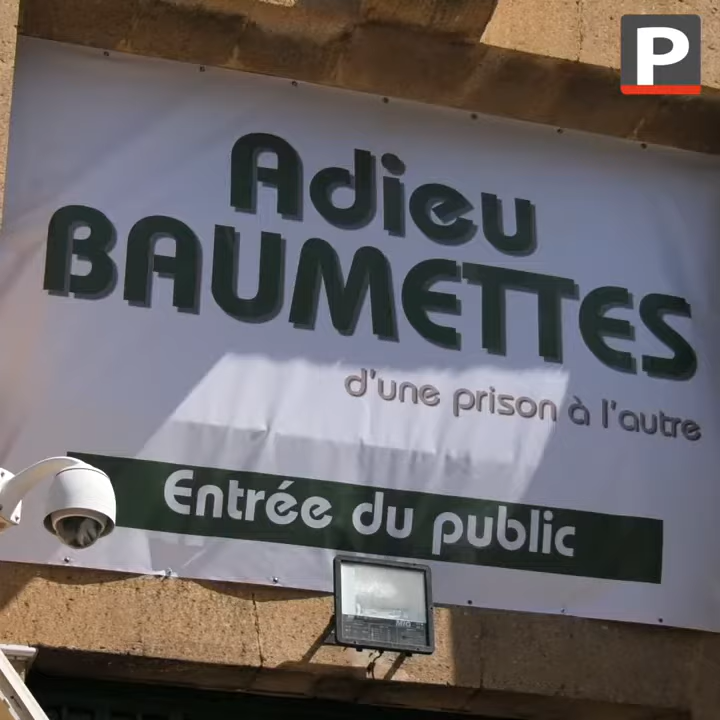 P
Adieu
BAUMETTES
d'une prison à l'autre
Entrée du public